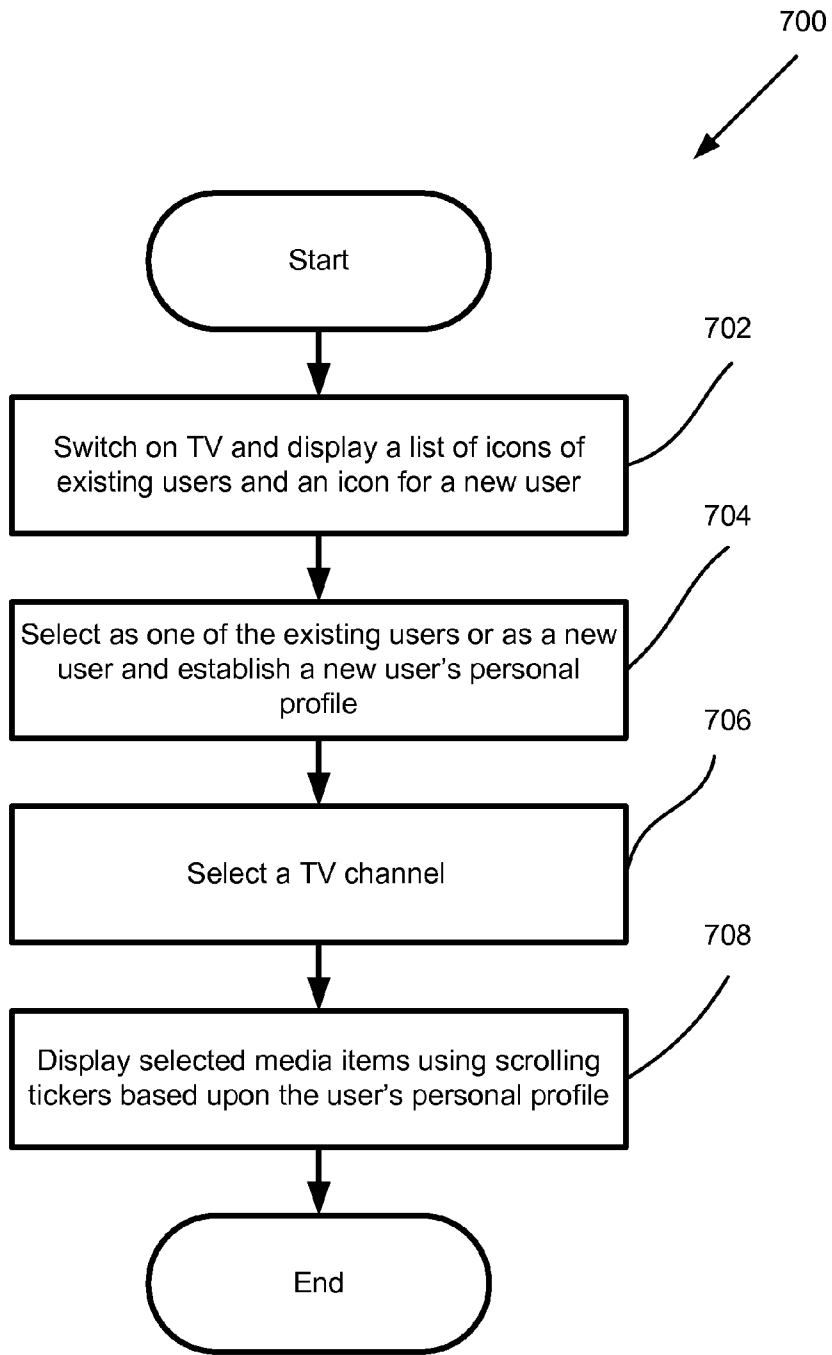 700
Start
702
Switch on TV and display a list of icons of
existing users and an icon for a new user
704
Select as one of the existing users or as a new
user and establish a new user's personal
profile
706
Select a TV channel
708
Display selected media items using scrolling
tickers based upon the user's personal profile
End